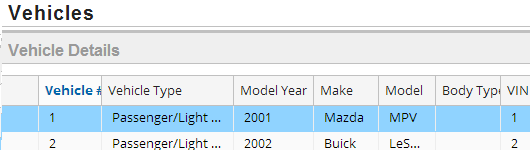 Vehicles
Vehicle Details
Vehicle # Vehicle Type Model Year Make Model Body Type VIN
1 Passenger/Light ... 2001 Mazda MPV 1
2 Passenger/Light ... 2002 Buick LeS... 2